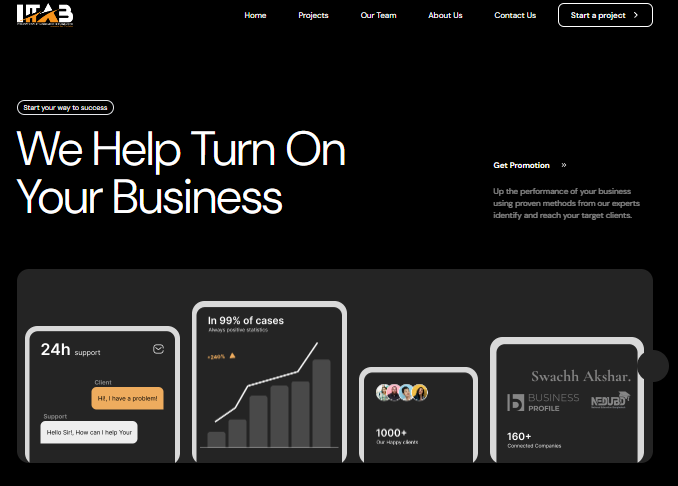 IITAB
Home
Projects
Our Team
About Us
Contact Us
Start a project
Start your way to success
We Help Turn On
Your Business
Get Promotion »
Up the performance of your business
using proven methods from our experts
identify and reach your target clients.
24h support
Client
Hi!, I have a problem!
Support
Hello Sir!, How can I help Your
In 99% of cases
Always positive statistics
+246%
1000+
Our Happy clients
Swachh Akshar.
BUSINESS
PROFILE
NEDUBD
160+
Connected Companies